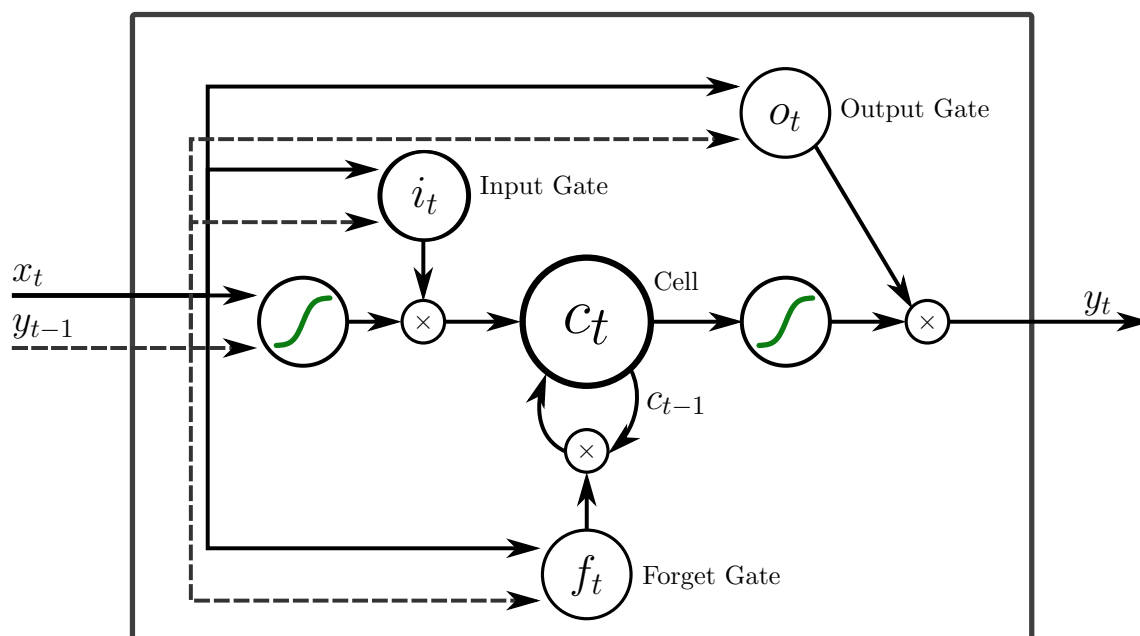 o_t Output Gate
i_t Input Gate
x_t
y_{t−1}
×
c_t
Cell
×
y_t
c_{t−1}
×
f_t Forget Gate